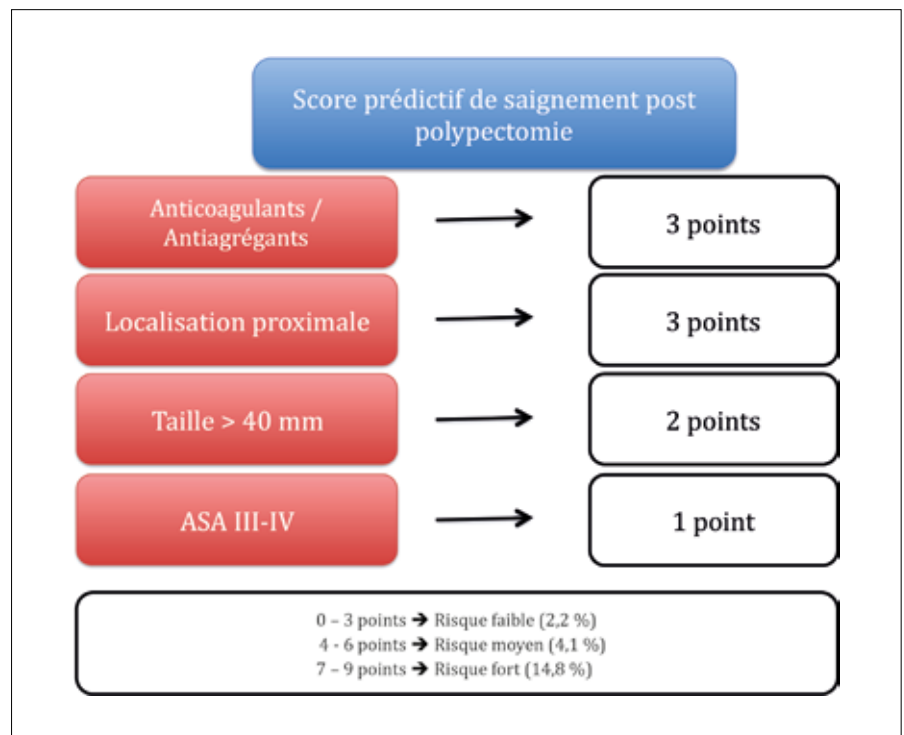 Score prédictif de saignement post
polypectomie
Anticoagulants /
Antiagrégants
3 points
Localisation proximale
3 points
Taille > 40 mm
2 points
ASA III-IV
1 point
0 – 3 points ➔ Risque faible (2,2 %)
4 - 6 points ➔ Risque moyen (4,1 %)
7 – 9 points ➔ Risque fort (14,8 %)